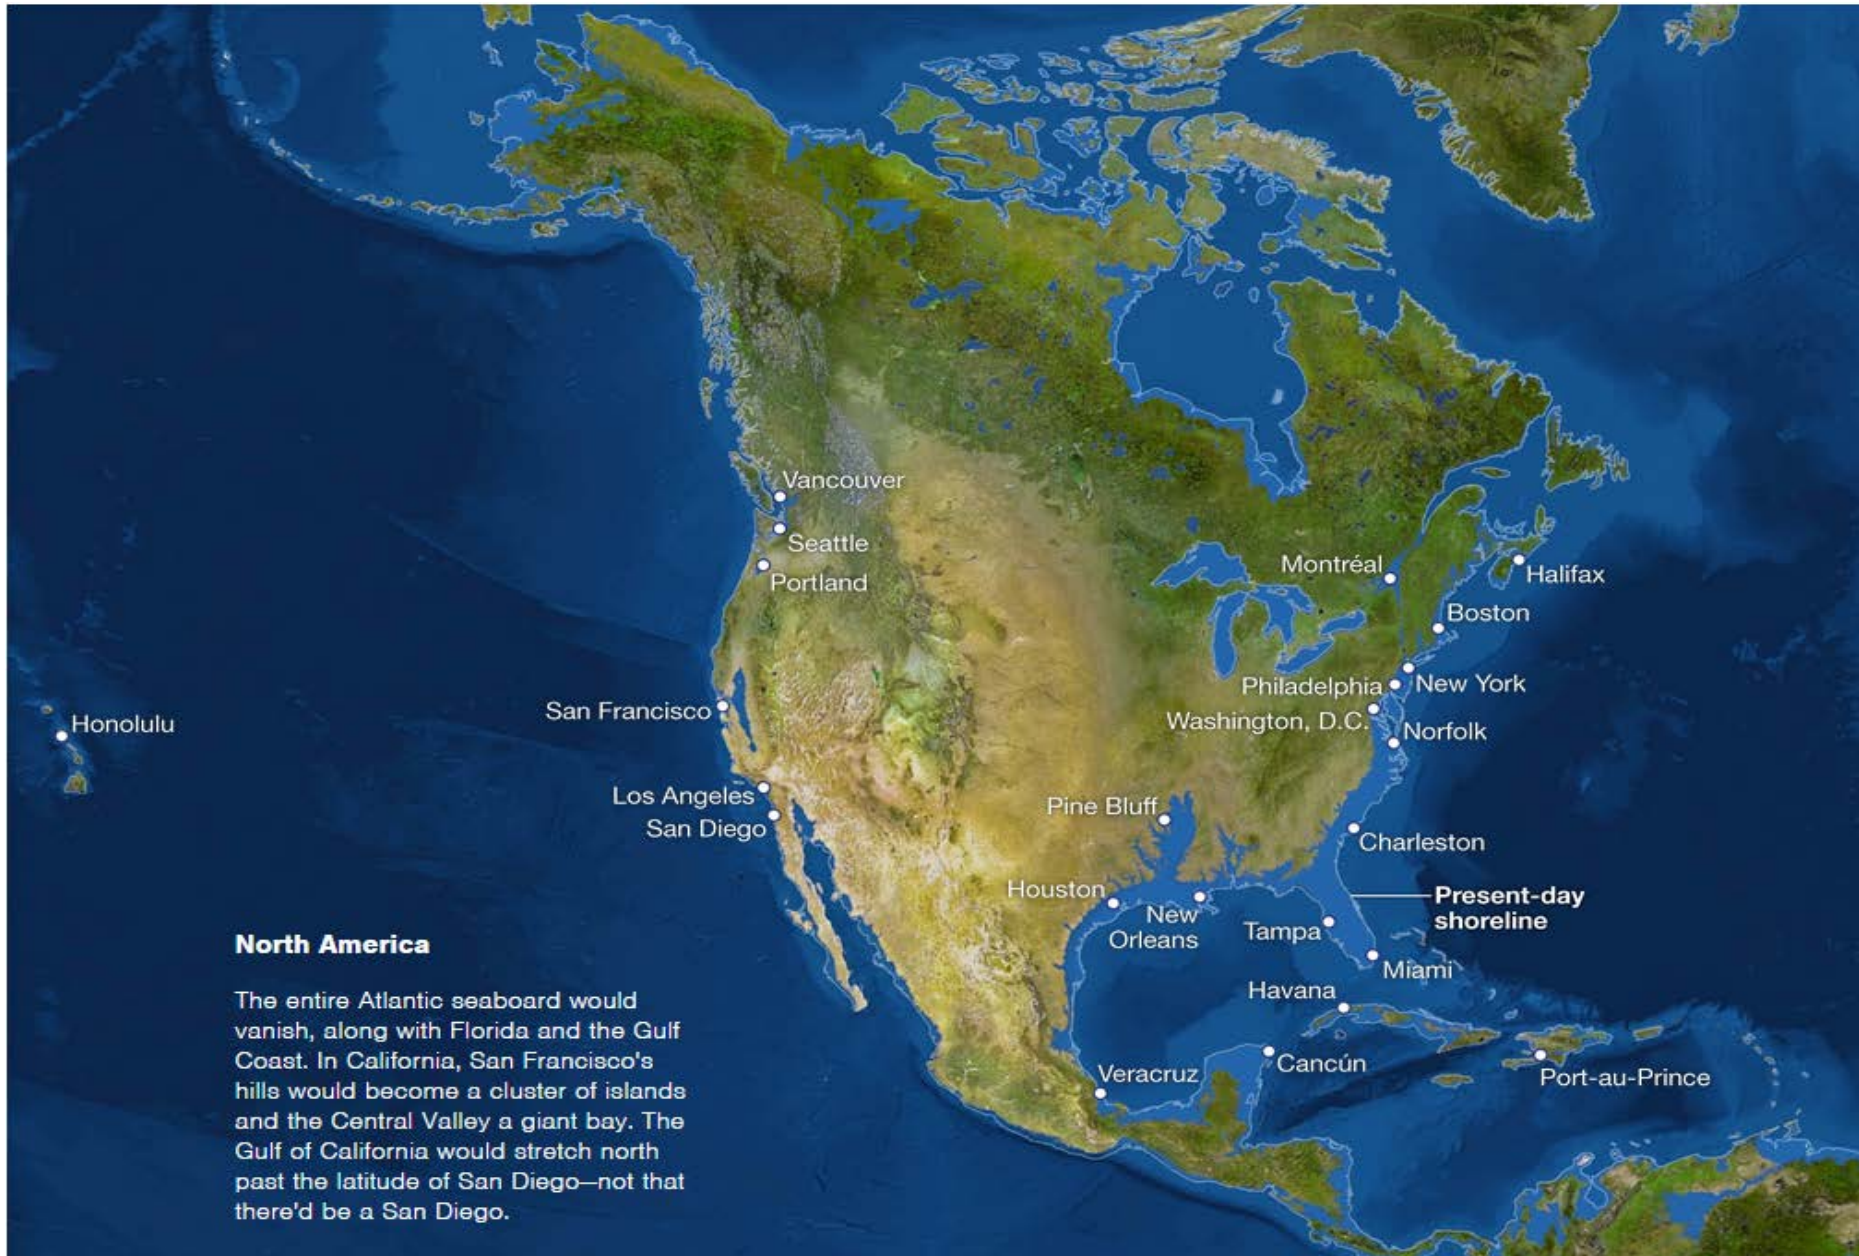 Vancouver
Seattle
Portland
Montréal
Halifax
Boston
Philadelphia
New York
Washington, D.C.
Norfolk
San Francisco
Honolulu
Los Angeles
San Diego
Pine Bluff
Charleston
Houston
New
Orleans
Present-day
shoreline
Tampa
Miami
Havana
Cancún
Veracruz
Port-au-Prince
North America
The entire Atlantic seaboard would
vanish, along with Florida and the Gulf
Coast. In California, San Francisco's
hills would become a cluster of islands
and the Central Valley a giant bay. The
Gulf of California would stretch north
past the latitude of San Diego—not that
there'd be a San Diego.